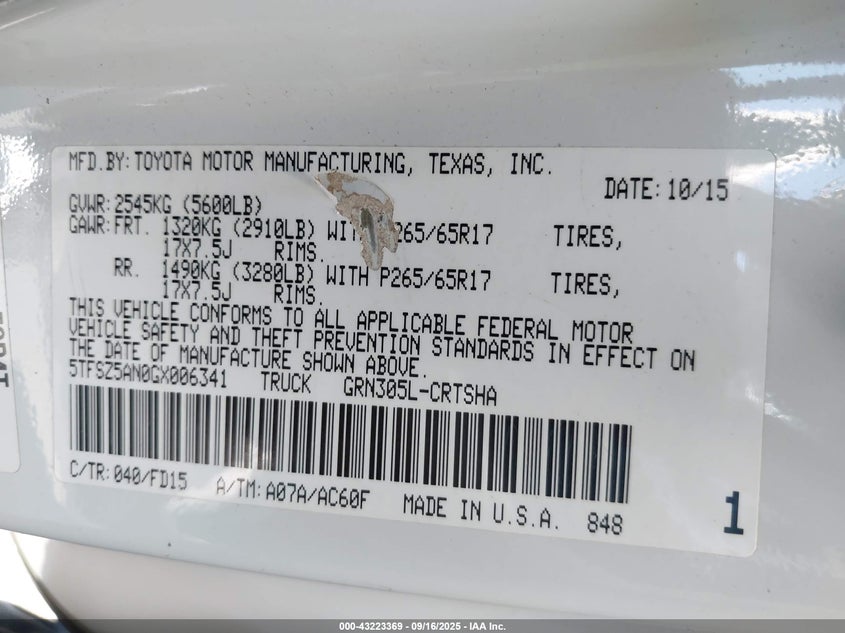 MFD.BY: TOYOTA MOTOR MANUFACTURING, TEXAS, INC.
DATE: 10/15
GVWR: 2545KG (5600LB)
GAWR: FRT. 1320KG (2910LB) WITH P265/65R17 TIRES,
17X7.5J RIMS.
RR. 1490KG (3280LB) WITH P265/65R17 TIRES,
17X7.5J RIMS.
THIS VEHICLE CONFORMS TO ALL APPLICABLE FEDERAL MOTOR
VEHICLE SAFETY AND THEFT PREVENTION STANDARDS IN EFFECT ON
THE DATE OF MANUFACTURE SHOWN ABOVE.
5TFSZ5AN0GX006341 TRUCK GRN305L-CRTSHA
C/TR: 040/FD15 A/TM: A07A/AC60F MADE IN U.S.A. 848
1
000-43223369 - 09/16/2025 - IAA Inc.